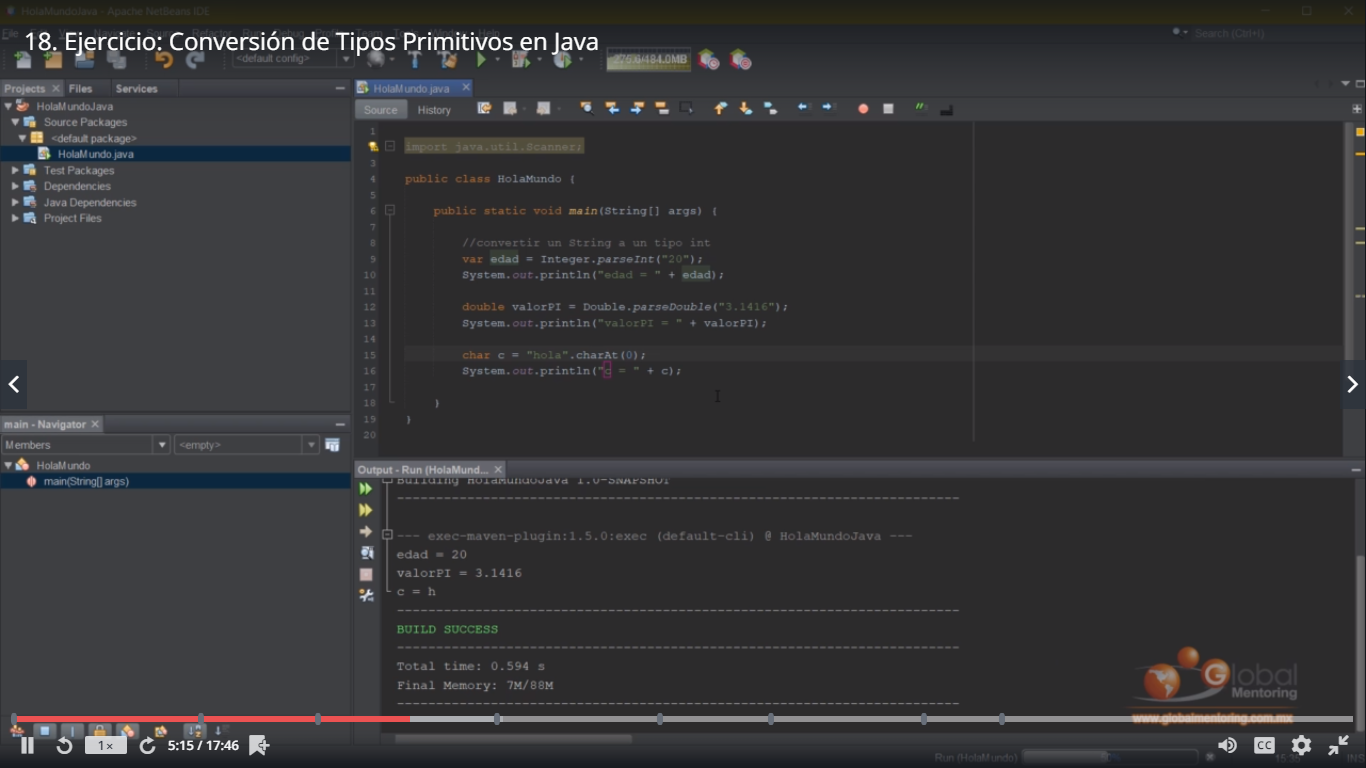 HolaMundoJava - Apache NetBeans IDE
18. Ejercicio: Conversión de Tipos Primitivos en Java
Search (Ctrl+I)
<default config>
276.6/484.0MB
Projects
Files
Services
HolaMundoJava
Source Packages
<default package>
HolaMundo.java
Test Packages
Dependencies
Java Dependencies
Project Files
HolaMundo.java
Source
History
1
import java.util.Scanner;
3
4 public class HolaMundo {
5
6 public static void main(String[] args) {
7
8 //convertir un String a un tipo int
9 var edad = Integer.parseInt("20");
10 System.out.println("edad = " + edad);
11
12 double valorPI = Double.parseDouble("3.1416");
13 System.out.println("valorPI = " + valorPI);
14
15 char c = "hola".charAt(0);
16 System.out.println("c = " + c);
17
18 }
19 }
20
main - Navigator
Members
<empty>
HolaMundo
main(String[] args)
Output - Run (HolaMund...
Building HolaMundoJava 1.0-SNAPSHOT
------------------------------------------------------------------------
--- exec-maven-plugin:1.5.0:exec (default-cli) @ HolaMundoJava ---
edad = 20
valorPI = 3.1416
c = h
------------------------------------------------------------------------
BUILD SUCCESS
------------------------------------------------------------------------
Total time: 0.594 s
Final Memory: 7M/88M
------------------------------------------------------------------------
Global
Mentoring
www.globalmentoring.com.mx
1×
5:15 / 17:46
CC
Run (HolaMundo)
INS